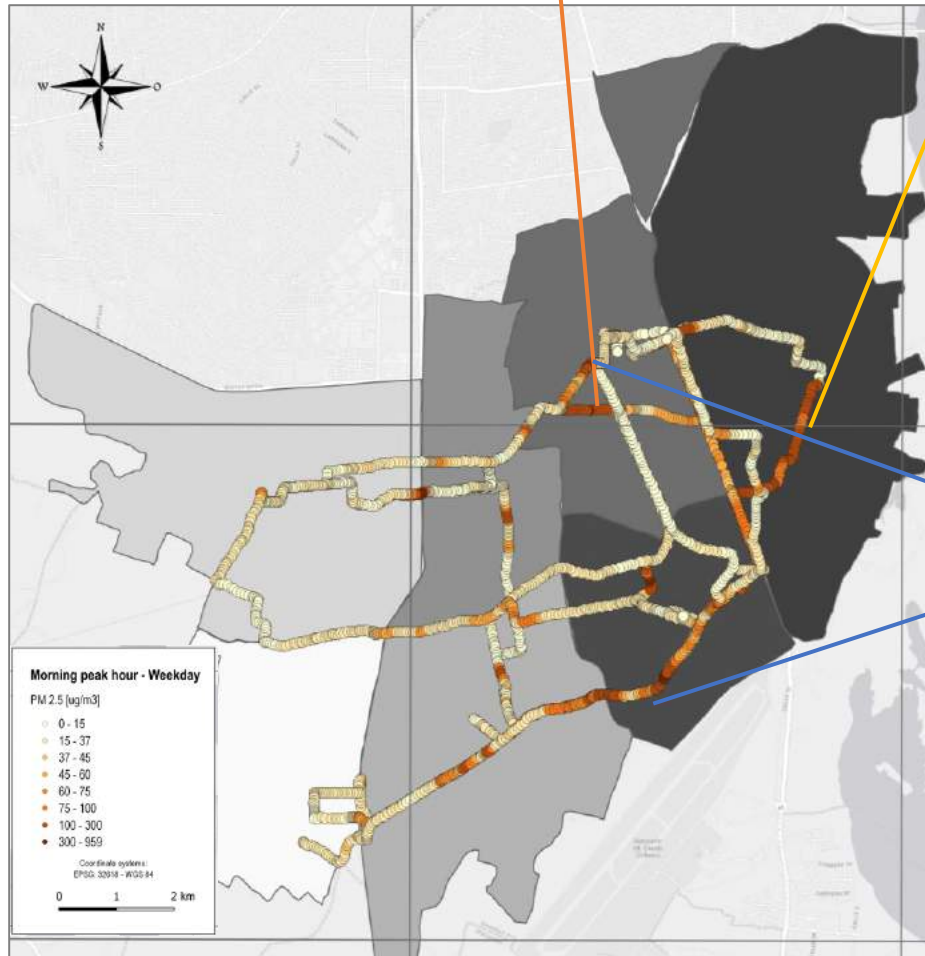 N
W
O
S
Morning peak hour - Weekday
PM 2.5 [ug/m3]
0 - 15
15 - 37
37 - 45
45 - 60
60 - 75
75 - 100
100 - 300
300 - 959
Coordinate systems:
EPSG: 32618 - WGS 84
0 1 2 km